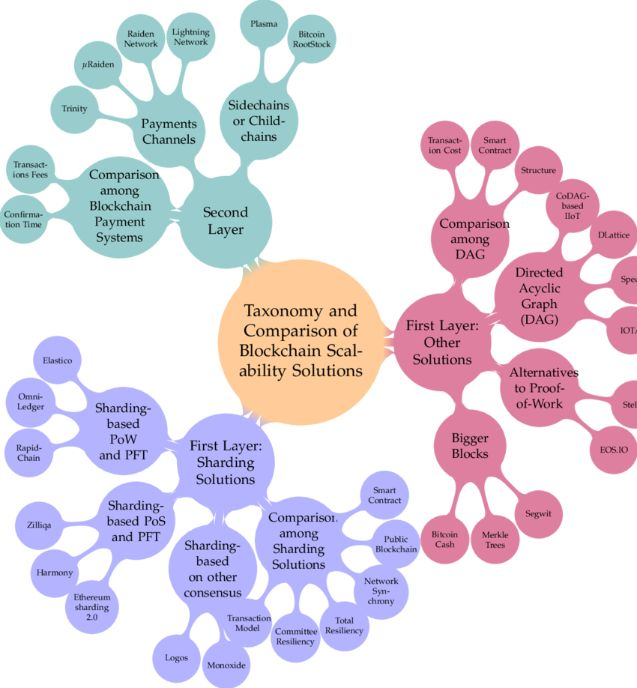 Plasma
Bitcoin
RootStock
Raiden
Network
Lightning
Network
μRaiden
Trinity
Payments
Channels
Sidechains
or Child-
chains
Transact-
ions Fees
Confirma-
tion Time
Comparison
among
Blockchain
Payment
Systems
Second
Layer
Taxonomy and
Comparison of
Blockchain Scal-
ability Solutions
Transact-
ion Cost
Smart
Contract
Structure
Comparison
among
DAG
CoDAG-
based
IIoT
DLattice
Directed
Acyclic
Graph
(DAG)
First Layer:
Other
Solutions
Alternatives
to Proof-
of-Work
EOS.IO
Bigger
Blocks
Segwit
Merkle
Trees
Bitcoin
Cash
Elastico
Omni-
Ledger
Rapid-
Chain
Sharding-
based
PoW
and PFT
First Layer:
Sharding
Solutions
Sharding-
based PoS
and PFT
Zilliqa
Harmony
Ethereum
sharding
2.0
Sharding-
based
on other
consensus
Logos
Monoxide
Comparison
among
Sharding
Solutions
Smart
Contract
Public
Blockchain
Network
Syn-
chrony
Total
Resiliency
Committee
Resiliency
Transaction
Model